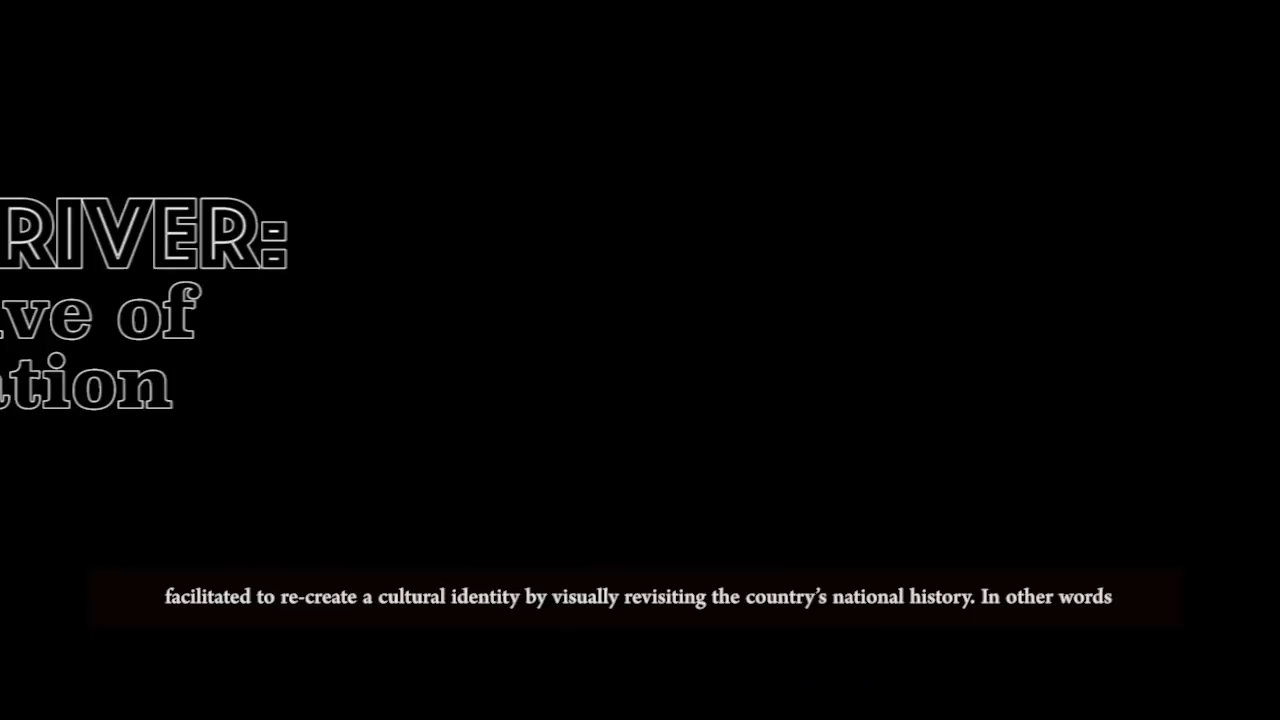 RIVER:
ve of
ation
facilitated to re-create a cultural identity by visually revisiting the country's national history. In other words